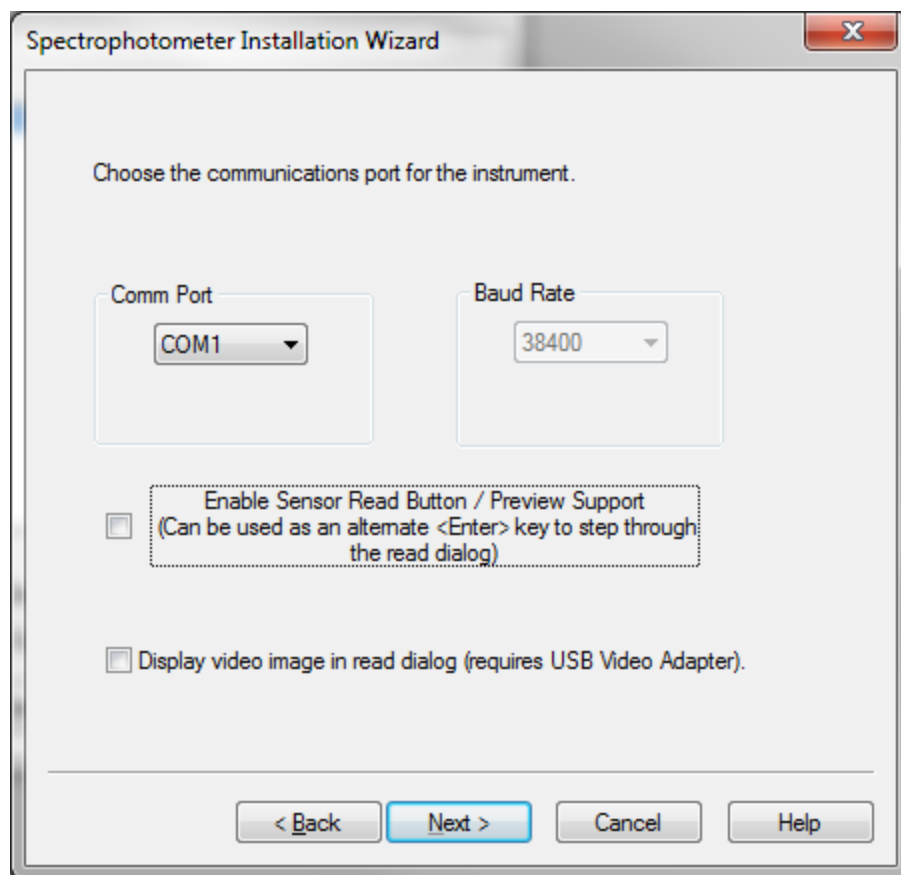 Spectrophotometer Installation Wizard
Choose the communications port for the instrument.
Comm Port
Baud Rate
COM1
38400
Enable Sensor Read Button / Preview Support
(Can be used as an alternate <Enter> key to step through
the read dialog)
Display video image in read dialog (requires USB Video Adapter).
< Back
Next >
Cancel
Help